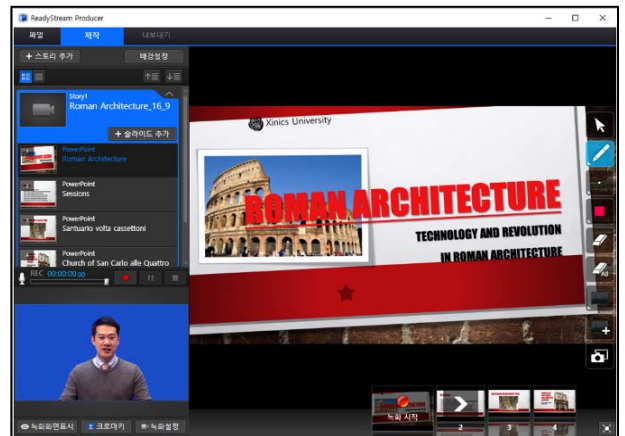 ReadyStream Producer
파일 제작 내보내기
+ 스토리 추가 배경설정
Story1
Roman Architecture_16_9
+ 슬라이드 추가
PowerPoint
Roman Architecture
PowerPoint
Sessions
PowerPoint
Santuario volta cassettoni
PowerPoint
Church of San Carlo alle Quattro
REC 00:00:00.00
녹화화면표시 크로마키 녹화설정
Xinics University
ROMAN ARCHITECTURE
TECHNOLOGY AND REVOLUTION
IN ROMAN ARCHITECTURE
All
녹화 시작
2 3 4